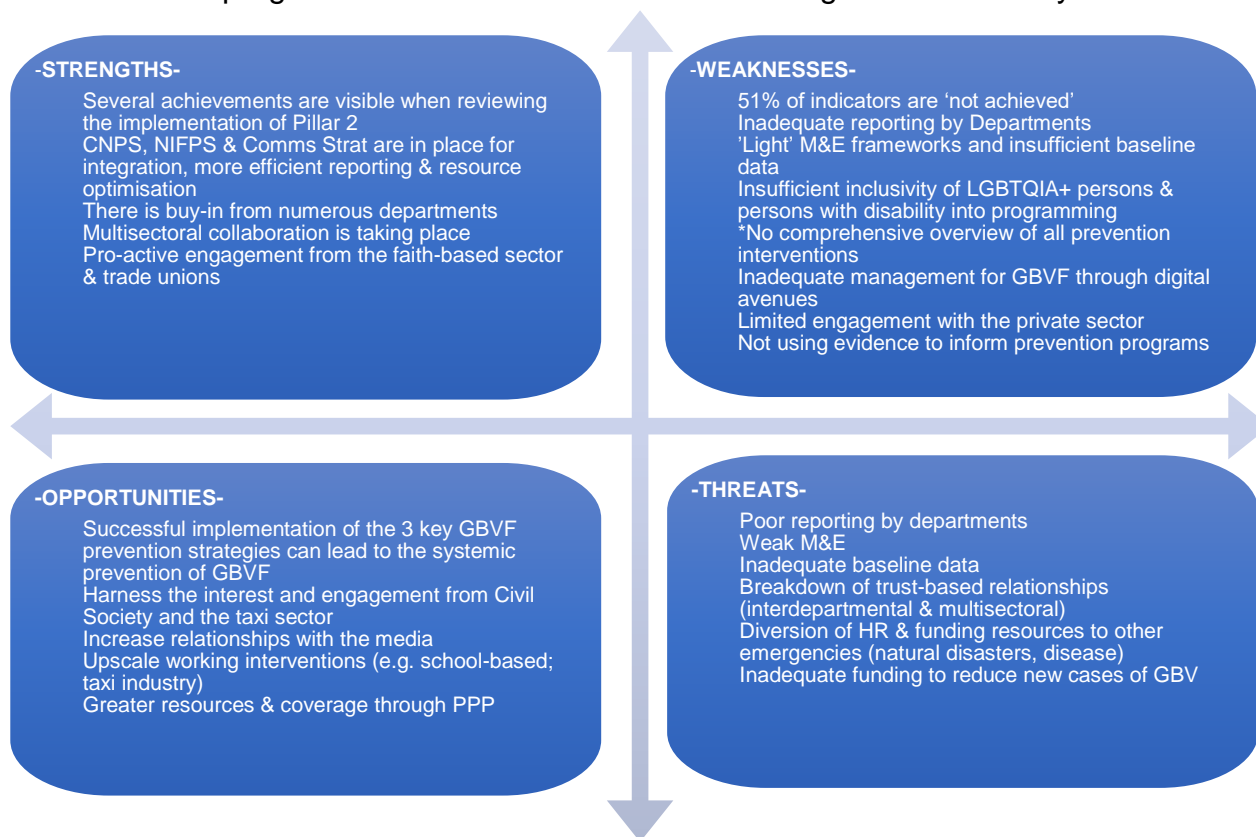 -STRENGTHS-
Several achievements are visible when reviewing
the implementation of Pillar 2
CNPS, NIFPS & Comms Strat are in place for
integration, more efficient reporting & resource
optimisation
There is buy-in from numerous departments
Multisectoral collaboration is taking place
Pro-active engagement from the faith-based sector
& trade unions
-WEAKNESSES-
51% of indicators are ‘not achieved’
Inadequate reporting by Departments
’Light’ M&E frameworks and insufficient baseline
data
Insufficient inclusivity of LGBTQIA+ persons &
persons with disability into programming
*No comprehensive overview of all prevention
interventions
Inadequate management for GBVF through digital
avenues
Limited engagement with the private sector
Not using evidence to inform prevention programs
-OPPORTUNITIES-
Successful implementation of the 3 key GBVF
prevention strategies can lead to the systemic
prevention of GBVF
Harness the interest and engagement from Civil
Society and the taxi sector
Increase relationships with the media
Upscale working interventions (e.g. school-based;
taxi industry)
Greater resources & coverage through PPP
-THREATS-
Poor reporting by departments
Weak M&E
Inadequate baseline data
Breakdown of trust-based relationships
(interdepartmental & multisectoral)
Diversion of HR & funding resources to other
emergencies (natural disasters, disease)
Inadequate funding to reduce new cases of GBV